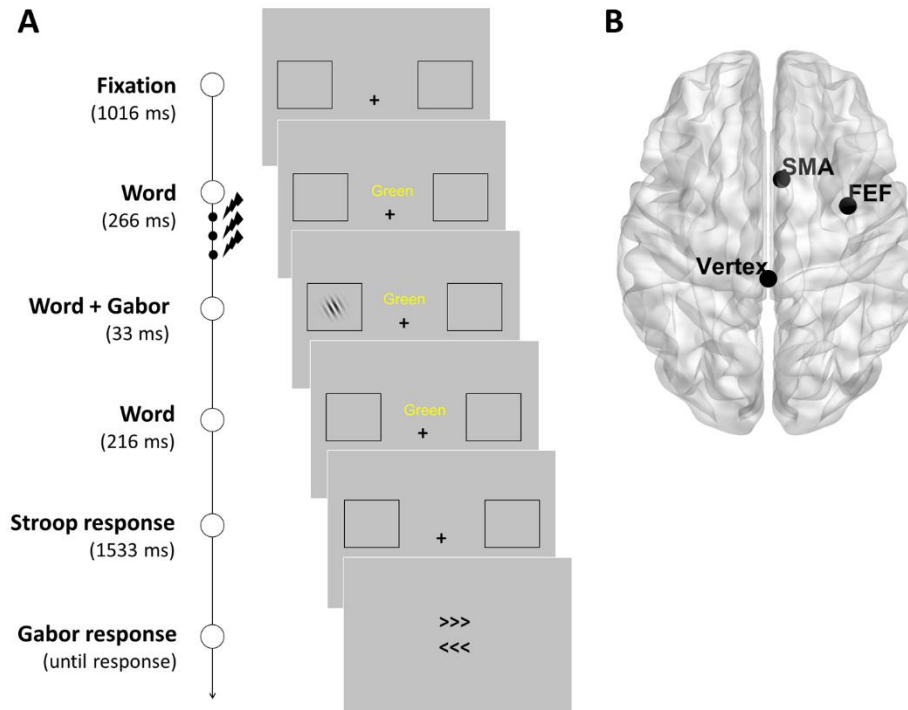 A
B
Fixation
(1016 ms)
+
Word
(266 ms)
Green
+
Word + Gabor
(33 ms)
Green
+
Word
(216 ms)
Green
+
Stroop response
(1533 ms)
+
Gabor response
(until response)
>>>
<<<
SMA
FEF
Vertex